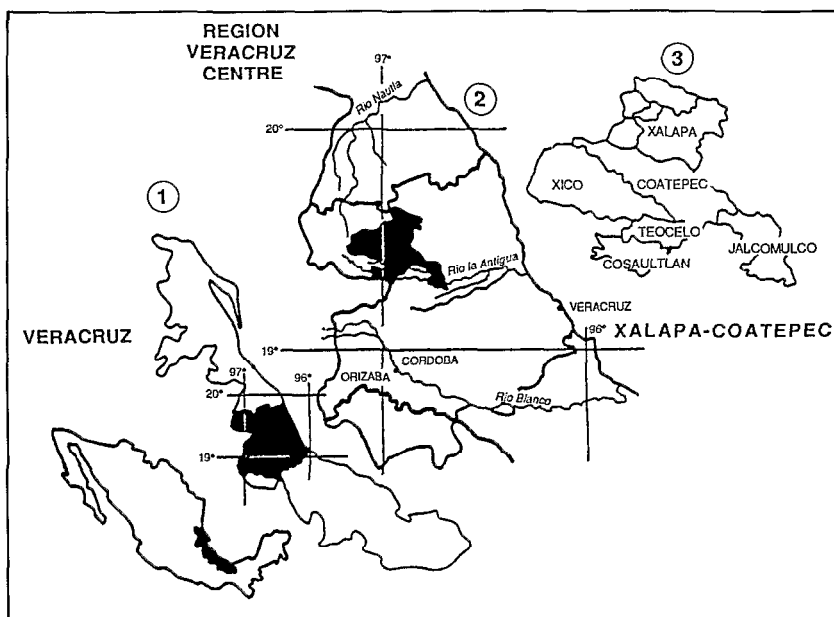 REGION
VERACRUZ
CENTRE
97°
Rio Nautla
2
20°
3
XALAPA
XICO
COATEPEC
TEOCELO
JALCOMULCO
COSAULTLAN
1
Rio la Antigua
VERACRUZ
VERACRUZ
96°
XALAPA-COATEPEC
19°
CORDOBA
ORIZABA
Rio Blanco
97°
96°
20°
19°